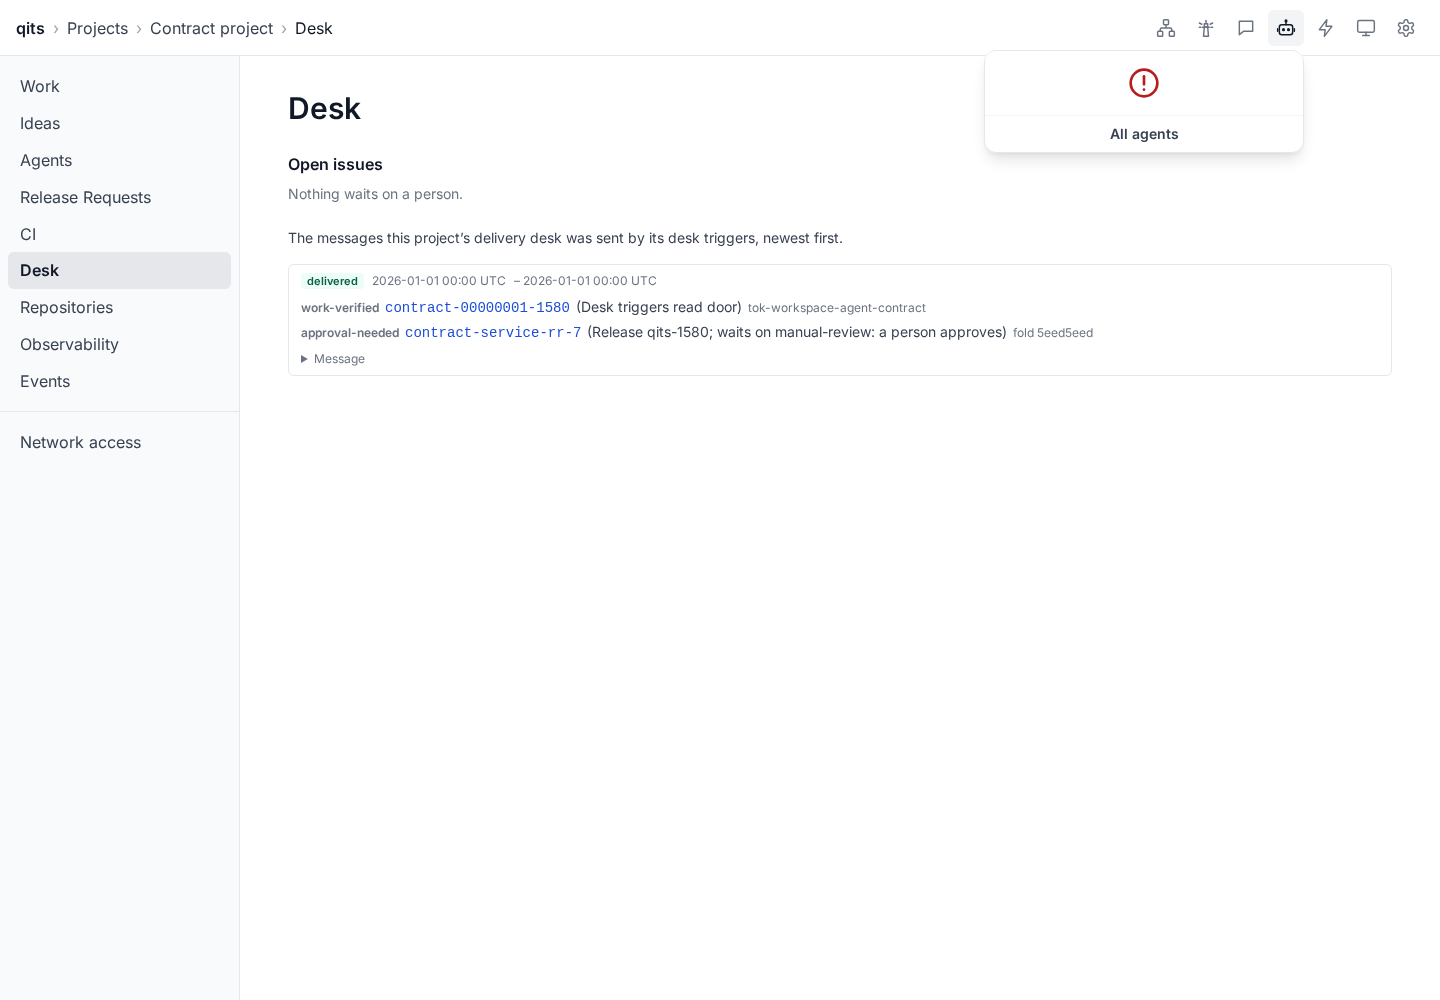 qits › Projects › Contract project › Desk
All agents
Work
Ideas
Agents
Release Requests
CI
Desk
Repositories
Observability
Events
Network access
Desk
Open issues
Nothing waits on a person.
The messages this project’s delivery desk was sent by its desk triggers, newest first.
delivered 2026-01-01 00:00 UTC – 2026-01-01 00:00 UTC
work-verified contract-00000001-1580 (Desk triggers read door) tok-workspace-agent-contract
approval-needed contract-service-rr-7 (Release qits-1580; waits on manual-review: a person approves) fold 5eed5eed
Message